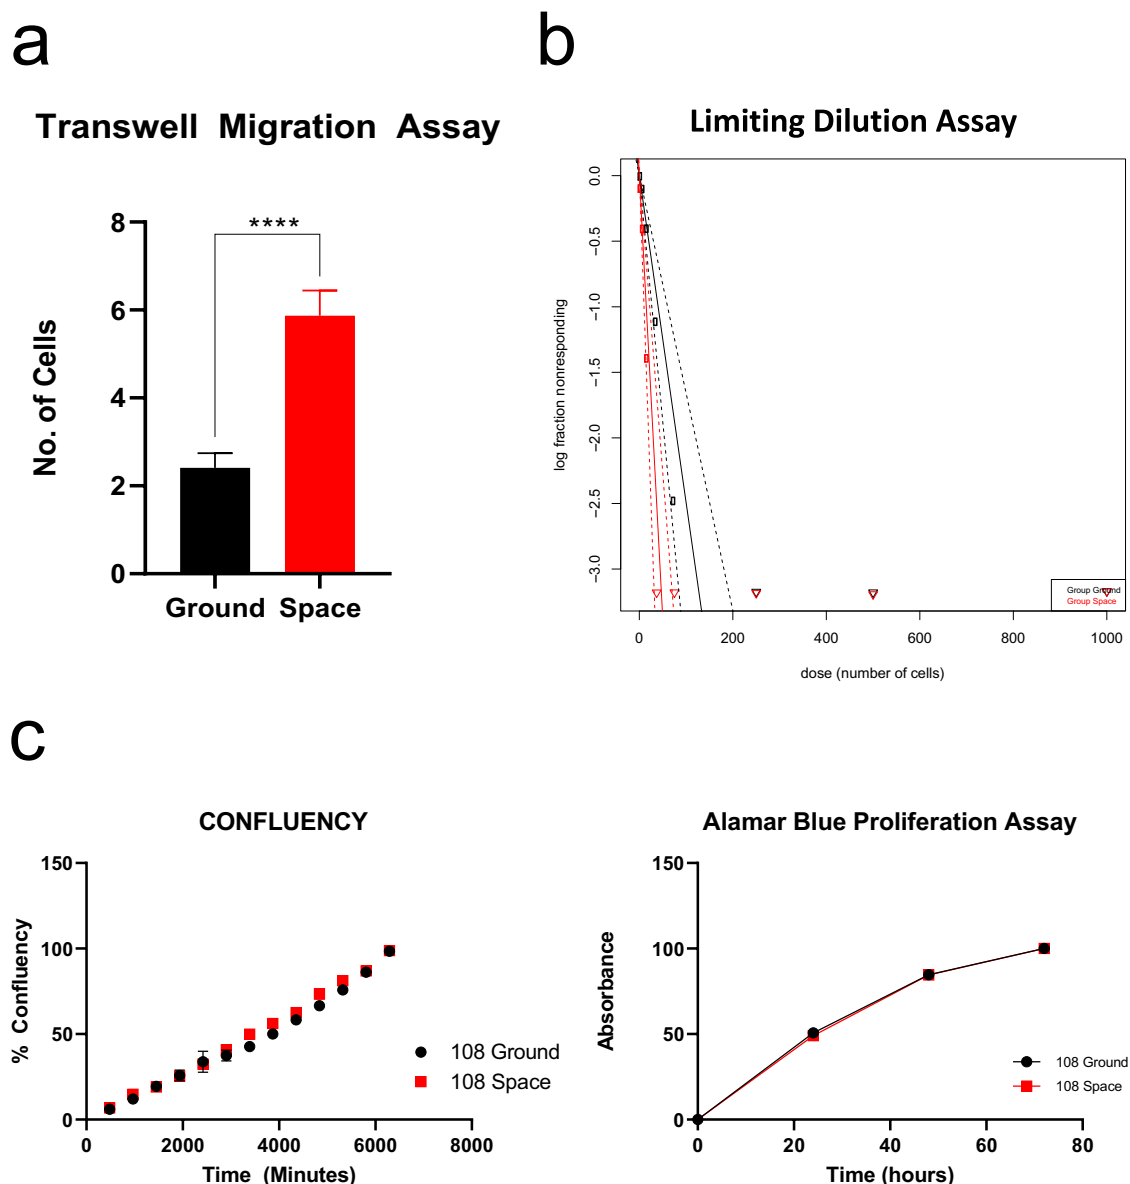 a
Transwell Migration Assay
8
6
4
2
0
No. of Cells
****
Ground Space
b
Limiting Dilution Assay
0.0
−0.5
−1.0
−1.5
−2.0
−2.5
−3.0
log fraction nonresponding
0 200 400 600 800 1000
dose (number of cells)
Group Ground
Group Space
c
CONFLUENCY
150
100
50
0
% Confluency
0 2000 4000 6000 8000
Time (Minutes)
108 Ground
108 Space
Alamar Blue Proliferation Assay
150
100
50
0
Absorbance
0 20 40 60 80
Time (hours)
108 Ground
108 Space